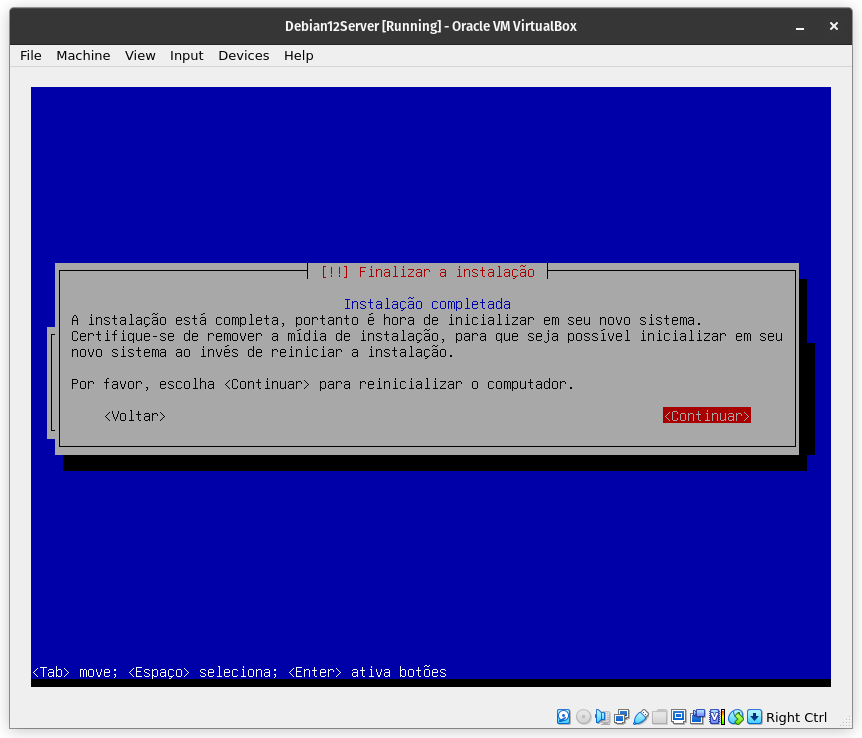 Debian12Server [Running] - Oracle VM VirtualBox
File Machine View Input Devices Help
[!!] Finalizar a instalação
Instalação completada
A instalação está completa, portanto é hora de inicializar em seu novo sistema.
Certifique-se de remover a mídia de instalação, para que seja possível inicializar em seu
novo sistema ao invés de reiniciar a instalação.
Por favor, escolha <Continuar> para reinicializar o computador.
<Voltar> <Continuar>
<Tab> move; <Espaço> seleciona; <Enter> ativa botões
Right Ctrl